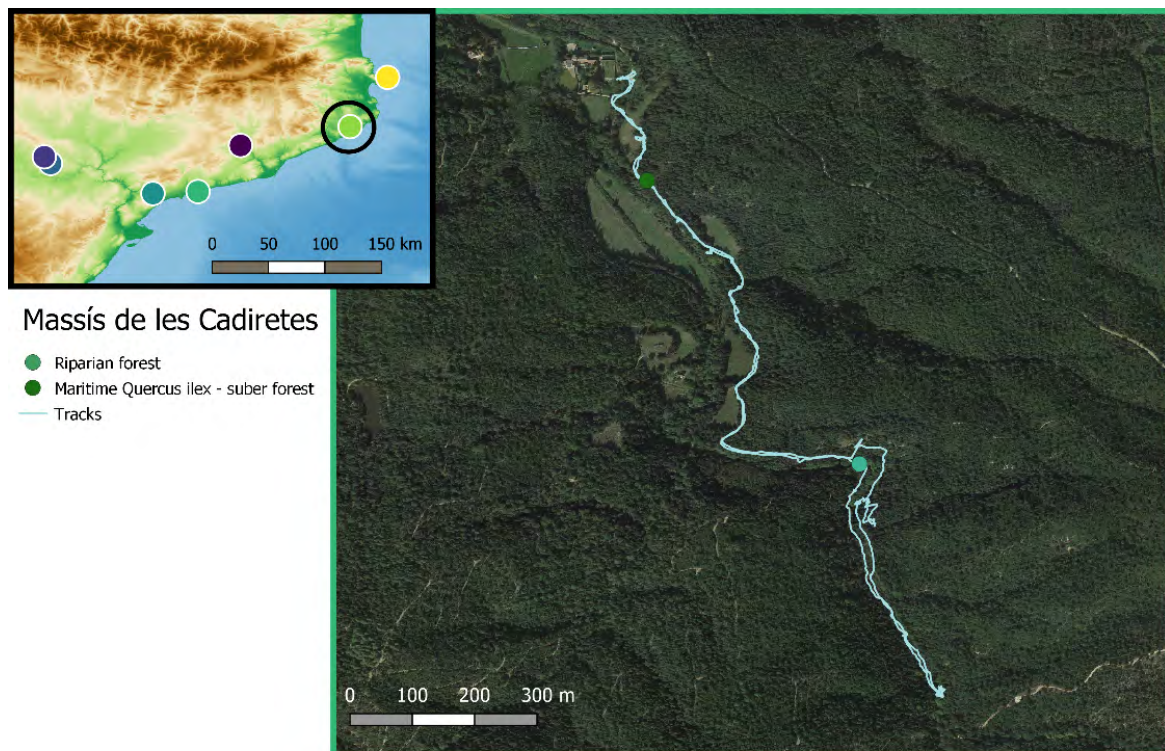 0 50 100 150 km
Massís de les Cadiretes
Riparian forest
Maritime Quercus ilex - suber forest
Tracks
0 100 200 300 m